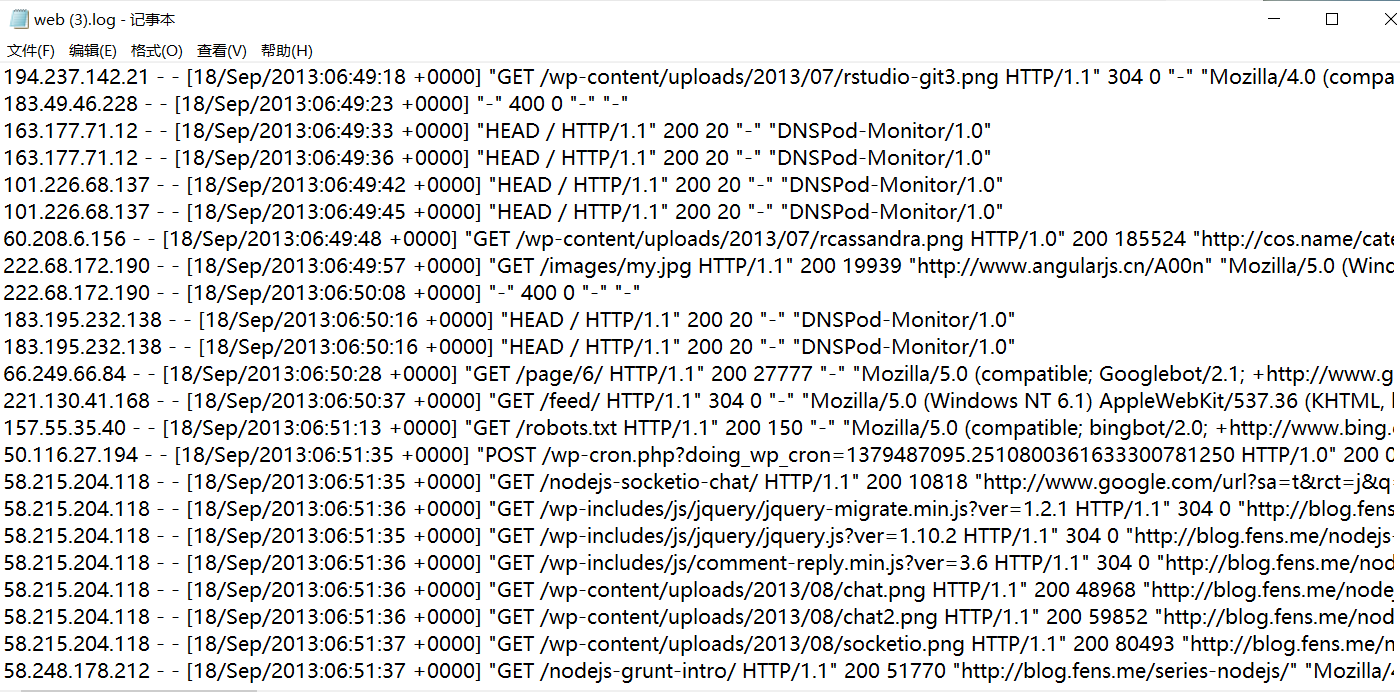 web (3).log - 记事本
文件(F) 编辑(E) 格式(O) 查看(V) 帮助(H)
194.237.142.21 - - [18/Sep/2013:06:49:18 +0000] "GET /wp-content/uploads/2013/07/rstudio-git3.png HTTP/1.1" 304 0 "-" "Mozilla/4.0 (compa
183.49.46.228 - - [18/Sep/2013:06:49:23 +0000] "-" 400 0 "-" "-"
163.177.71.12 - - [18/Sep/2013:06:49:33 +0000] "HEAD / HTTP/1.1" 200 20 "-" "DNSPod-Monitor/1.0"
163.177.71.12 - - [18/Sep/2013:06:49:36 +0000] "HEAD / HTTP/1.1" 200 20 "-" "DNSPod-Monitor/1.0"
101.226.68.137 - - [18/Sep/2013:06:49:42 +0000] "HEAD / HTTP/1.1" 200 20 "-" "DNSPod-Monitor/1.0"
101.226.68.137 - - [18/Sep/2013:06:49:45 +0000] "HEAD / HTTP/1.1" 200 20 "-" "DNSPod-Monitor/1.0"
60.208.6.156 - - [18/Sep/2013:06:49:48 +0000] "GET /wp-content/uploads/2013/07/rcassandra.png HTTP/1.0" 200 185524 "http://cos.name/cate
222.68.172.190 - - [18/Sep/2013:06:49:57 +0000] "GET /images/my.jpg HTTP/1.1" 200 19939 "http://www.angularjs.cn/A00n" "Mozilla/5.0 (Wind
222.68.172.190 - - [18/Sep/2013:06:50:08 +0000] "-" 400 0 "-" "-"
183.195.232.138 - - [18/Sep/2013:06:50:16 +0000] "HEAD / HTTP/1.1" 200 20 "-" "DNSPod-Monitor/1.0"
183.195.232.138 - - [18/Sep/2013:06:50:16 +0000] "HEAD / HTTP/1.1" 200 20 "-" "DNSPod-Monitor/1.0"
66.249.66.84 - - [18/Sep/2013:06:50:28 +0000] "GET /page/6/ HTTP/1.1" 200 27777 "-" "Mozilla/5.0 (compatible; Googlebot/2.1; +http://www.g
221.130.41.168 - - [18/Sep/2013:06:50:37 +0000] "GET /feed/ HTTP/1.1" 304 0 "-" "Mozilla/5.0 (Windows NT 6.1) AppleWebKit/537.36 (KHTML, l
157.55.35.40 - - [18/Sep/2013:06:51:13 +0000] "GET /robots.txt HTTP/1.1" 200 150 "-" "Mozilla/5.0 (compatible; bingbot/2.0; +http://www.bing.
50.116.27.194 - - [18/Sep/2013:06:51:35 +0000] "POST /wp-cron.php?doing_wp_cron=1379487095.2510800361633300781250 HTTP/1.0" 200 0
58.215.204.118 - - [18/Sep/2013:06:51:35 +0000] "GET /nodejs-socketio-chat/ HTTP/1.1" 200 10818 "http://www.google.com/url?sa=t&rct=j&q=
58.215.204.118 - - [18/Sep/2013:06:51:36 +0000] "GET /wp-includes/js/jquery/jquery-migrate.min.js?ver=1.2.1 HTTP/1.1" 304 0 "http://blog.fens
58.215.204.118 - - [18/Sep/2013:06:51:35 +0000] "GET /wp-includes/js/jquery/jquery.js?ver=1.10.2 HTTP/1.1" 304 0 "http://blog.fens.me/nodejs-
58.215.204.118 - - [18/Sep/2013:06:51:36 +0000] "GET /wp-includes/js/comment-reply.min.js?ver=3.6 HTTP/1.1" 304 0 "http://blog.fens.me/nod
58.215.204.118 - - [18/Sep/2013:06:51:36 +0000] "GET /wp-content/uploads/2013/08/chat.png HTTP/1.1" 200 48968 "http://blog.fens.me/node
58.215.204.118 - - [18/Sep/2013:06:51:36 +0000] "GET /wp-content/uploads/2013/08/chat2.png HTTP/1.1" 200 59852 "http://blog.fens.me/nod
58.215.204.118 - - [18/Sep/2013:06:51:37 +0000] "GET /wp-content/uploads/2013/08/socketio.png HTTP/1.1" 200 80493 "http://blog.fens.me/n
58.248.178.212 - - [18/Sep/2013:06:51:37 +0000] "GET /nodejs-grunt-intro/ HTTP/1.1" 200 51770 "http://blog.fens.me/series-nodejs/" "Mozilla/